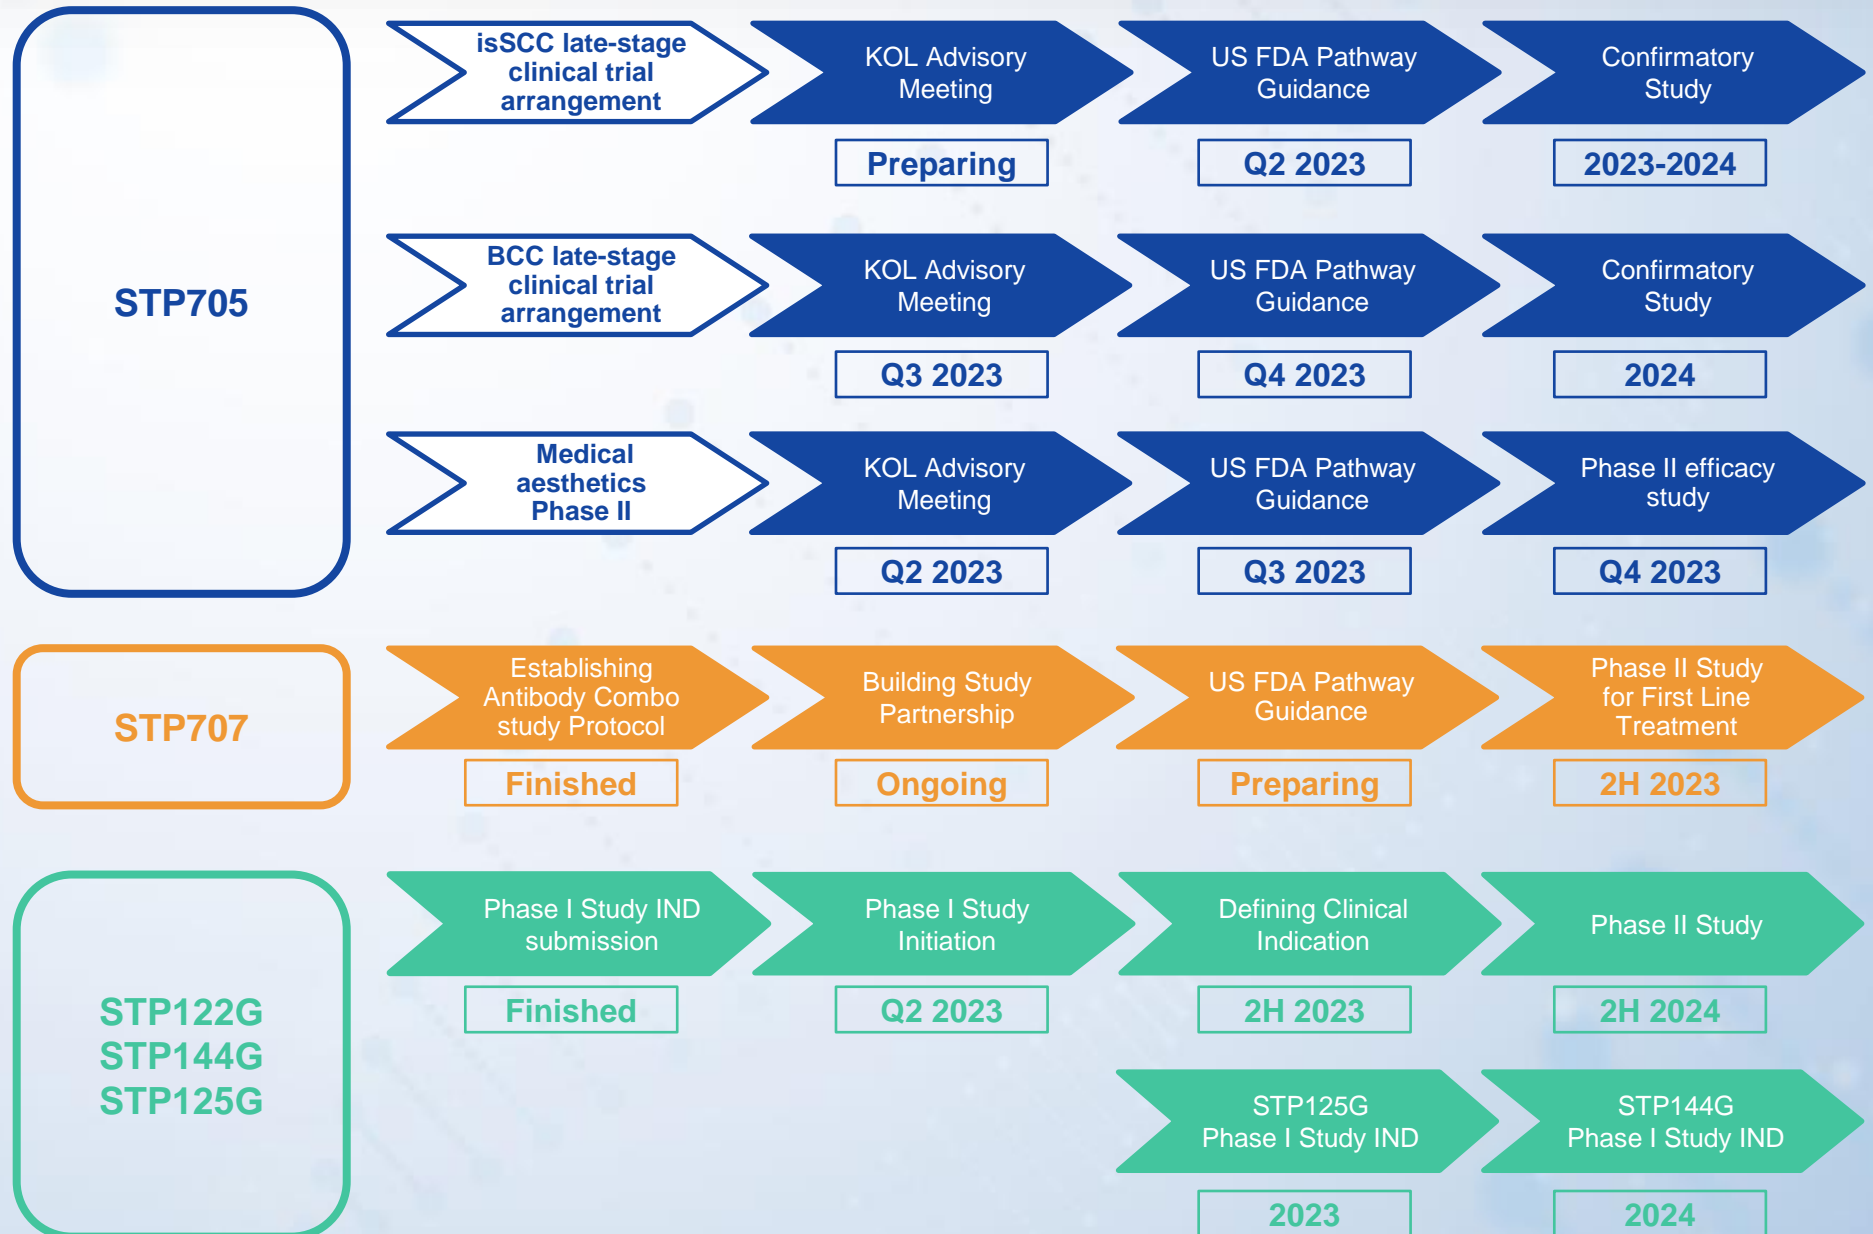 STP705
isSCC late-stage
clinical trial
arrangement
KOL Advisory
Meeting
US FDA Pathway
Guidance
Confirmatory
Study
Preparing
Q2 2023
2023-2024
BCC late-stage
clinical trial
arrangement
KOL Advisory
Meeting
US FDA Pathway
Guidance
Confirmatory
Study
Q3 2023
Q4 2023
2024
Medical
aesthetics
Phase II
KOL Advisory
Meeting
US FDA Pathway
Guidance
Phase II efficacy
study
Q2 2023
Q3 2023
Q4 2023
STP707
Establishing
Antibody Combo
study Protocol
Building Study
Partnership
US FDA Pathway
Guidance
Phase II Study
for First Line
Treatment
Finished
Ongoing
Preparing
2H 2023
STP122G
STP144G
STP125G
Phase I Study IND
submission
Phase I Study
Initiation
Defining Clinical
Indication
Phase II Study
Finished
Q2 2023
2H 2023
2H 2024
STP125G
Phase I Study IND
STP144G
Phase I Study IND
2023
2024